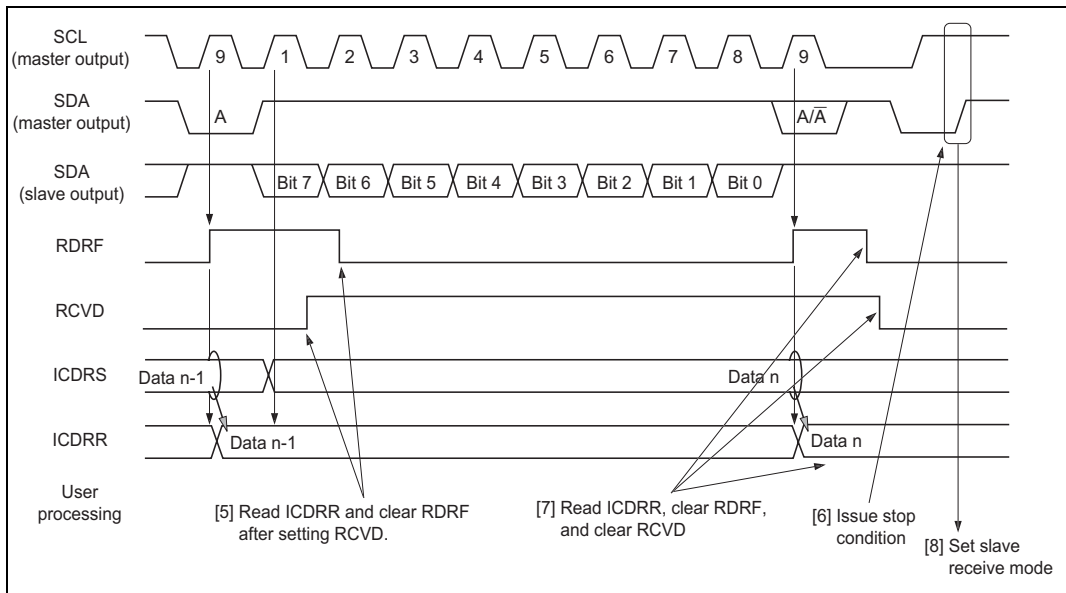 SCL
(master output)
9 1 2 3 4 5 6 7 8 9
SDA
(master output)
A A/A̅
SDA
(slave output)
Bit 7 Bit 6 Bit 5 Bit 4 Bit 3 Bit 2 Bit 1 Bit 0
RDRF
RCVD
ICDRS
Data n-1 Data n
ICDRR
Data n-1 Data n
User
processing
[5] Read ICDRR and clear RDRF
after setting RCVD.
[7] Read ICDRR, clear RDRF,
and clear RCVD
[6] Issue stop
condition
[8] Set slave
receive mode